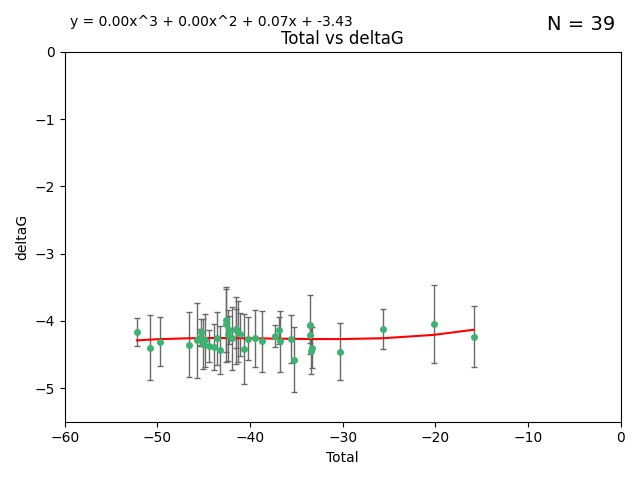 y = 0.00x^3 + 0.00x^2 + 0.07x + -3.43
N = 39
Total vs deltaG
0
−1
−2
−3
−4
−5
deltaG
−60 −50 −40 −30 −20 −10 0
Total